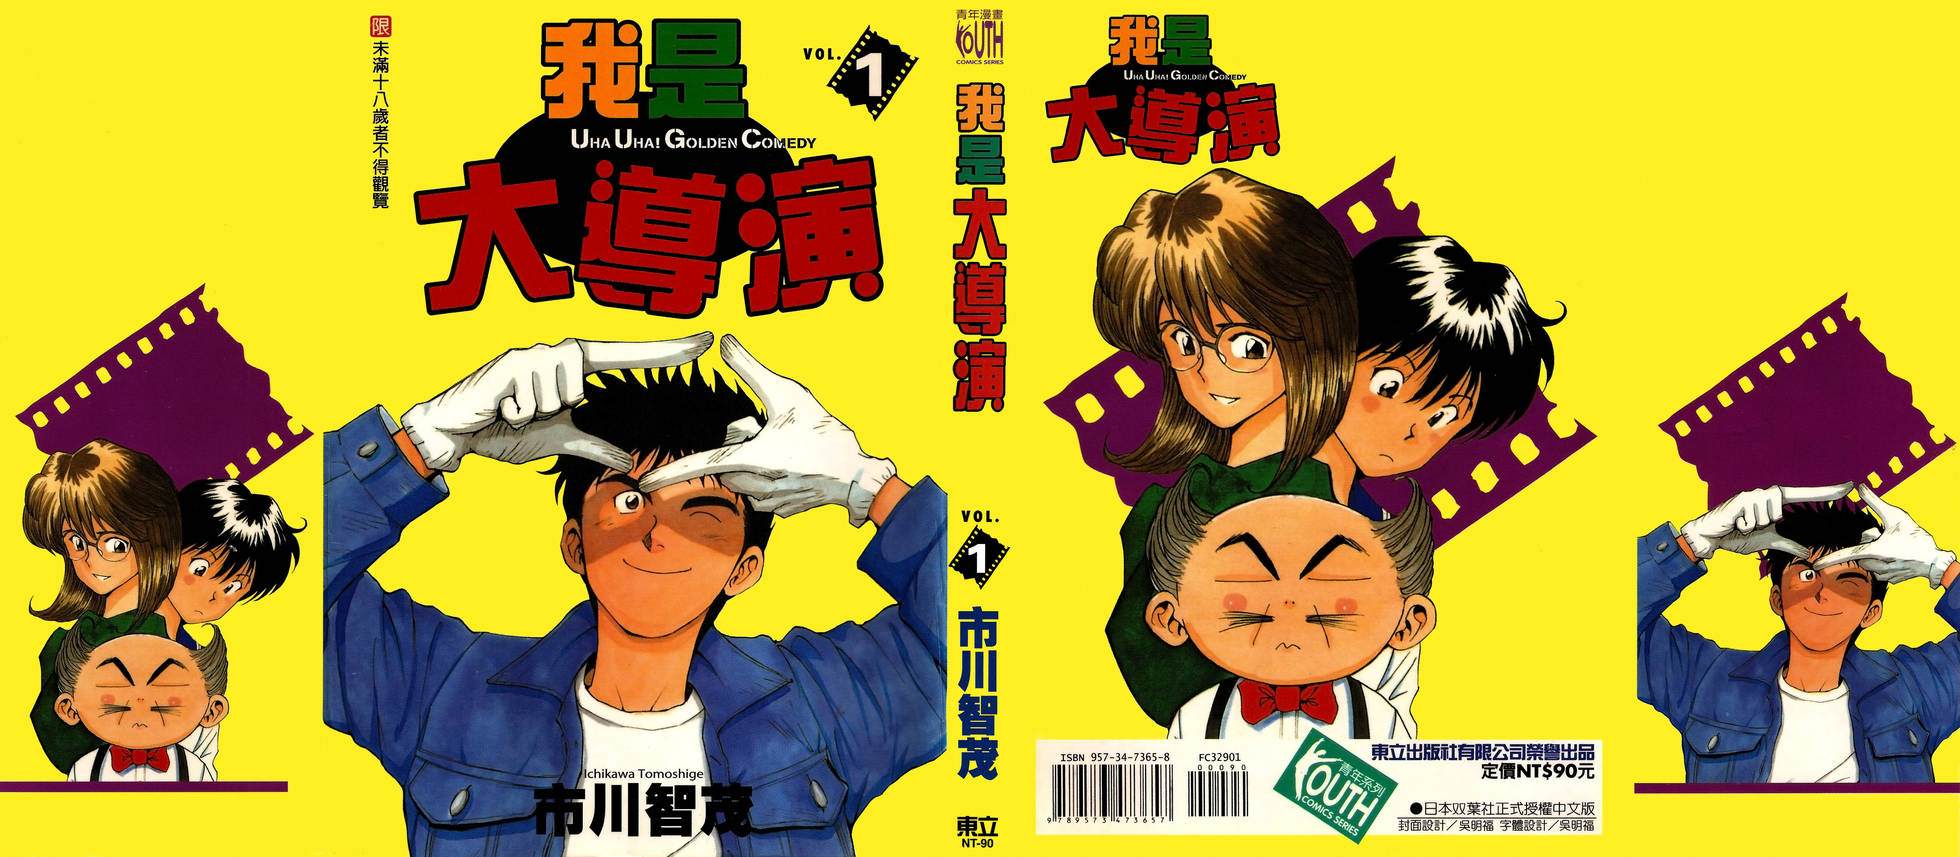 限
未滿十八歲者不得觀覽
我是
UHA UHA! GOLDEN COMEDY
大導演
VOL.
1
Ichikawa Tomoshige
市川智茂
青年漫畫
YOUTH
COMICS SERIES
我是大導演
VOL.
1
市川智茂
東立
NT-90
我是
UHA UHA! GOLDEN COMEDY
大導演
ISBN 957-34-7365-8
FC32901
00090
9789573473657
青年系列
YOUTH
COMICS SERIES
東立出版社有限公司榮譽出品
定價NT$90元
●日本双葉社正式授權中文版
封面設計／吳明福 字體設計／吳明福